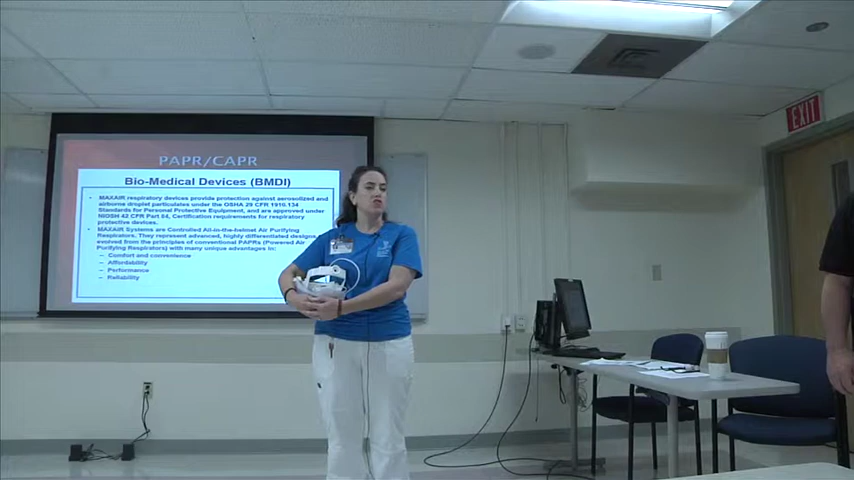 PAPR/CAPR
Bio-Medical Devices (BMDI)
• MAXAIR respiratory devices provide protection against aerosolized and
airborne droplet particulates under the OSHA 29 CFR 1910.134
Standards for Personal Protective Equipment, and are approved under
NIOSH 42 CFR Part 84, Certification requirements for respiratory
protective devices.
• MAXAIR Systems are Controlled All-in-the-helmet Air Purifying
Respirators. They represent advanced, highly differentiated designs
evolved from the principles of conventional PAPRs (Powered Air
Purifying Respirators) with many unique advantages in:
– Comfort and convenience
– Affordability
– Performance
– Reliability
EXIT